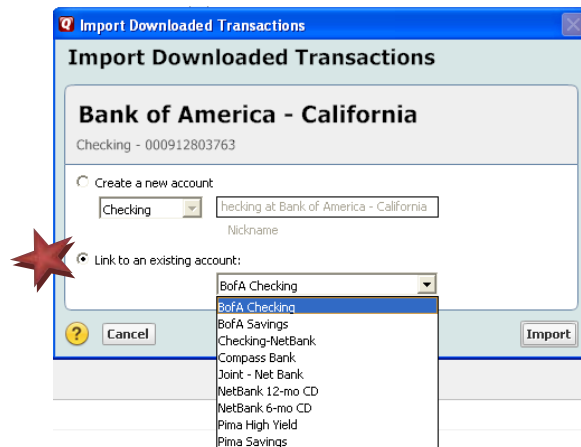 Import Downloaded Transactions
Import Downloaded Transactions
Bank of America - California
Checking - 000912803763
Create a new account
Checking hecking at Bank of America - California
Nickname
Link to an existing account:
BofA Checking
BofA Checking
BofA Savings
Checking-NetBank
Compass Bank
Joint - Net Bank
NetBank 12-mo CD
NetBank 6-mo CD
Pima High Yield
Pima Savings
? Cancel Import